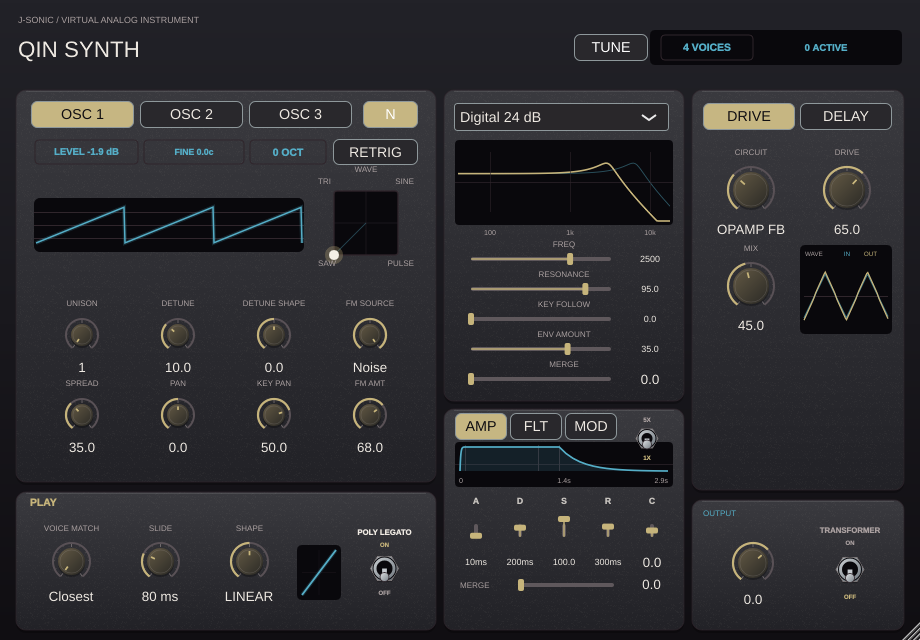 J-SONIC / VIRTUAL ANALOG INSTRUMENT
QIN SYNTH
TUNE
4 VOICES
0 ACTIVE
OSC 1
OSC 2
OSC 3
N
LEVEL -1.9 dB
FINE 0.0c
0 OCT
RETRIG
WAVE
TRI
SINE
SAW
PULSE
UNISON
DETUNE
DETUNE SHAPE
FM SOURCE
1
10.0
0.0
Noise
SPREAD
PAN
KEY PAN
FM AMT
35.0
0.0
50.0
68.0
PLAY
VOICE MATCH
SLIDE
SHAPE
POLY LEGATO
ON
OFF
Closest
80 ms
LINEAR
Digital 24 dB
100
1k
10k
FREQ
2500
RESONANCE
95.0
KEY FOLLOW
0.0
ENV AMOUNT
35.0
MERGE
0.0
AMP
FLT
MOD
5X
1X
0
1.4s
2.9s
A
D
S
R
C
10ms
200ms
100.0
300ms
0.0
MERGE
0.0
DRIVE
DELAY
CIRCUIT
DRIVE
OPAMP FB
65.0
MIX
45.0
WAVE
IN
OUT
OUTPUT
TRANSFORMER
ON
OFF
0.0